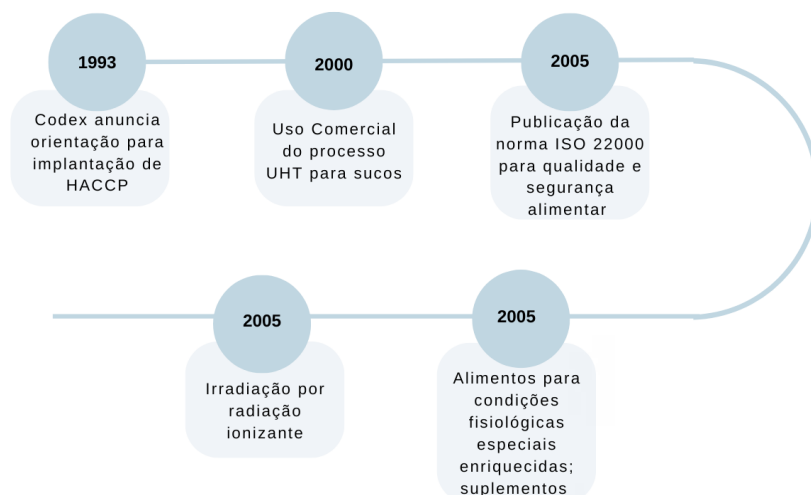 1993
Codex anuncia
orientação para
implantação de
HACCP
2000
Uso Comercial
do processo
UHT para sucos
2005
Publicação da
norma ISO 22000
para qualidade e
segurança
alimentar
2005
Alimentos para
condições
fisiológicas
especiais
enriquecidas;
suplementos
2005
Irradiação por
radiação
ionizante